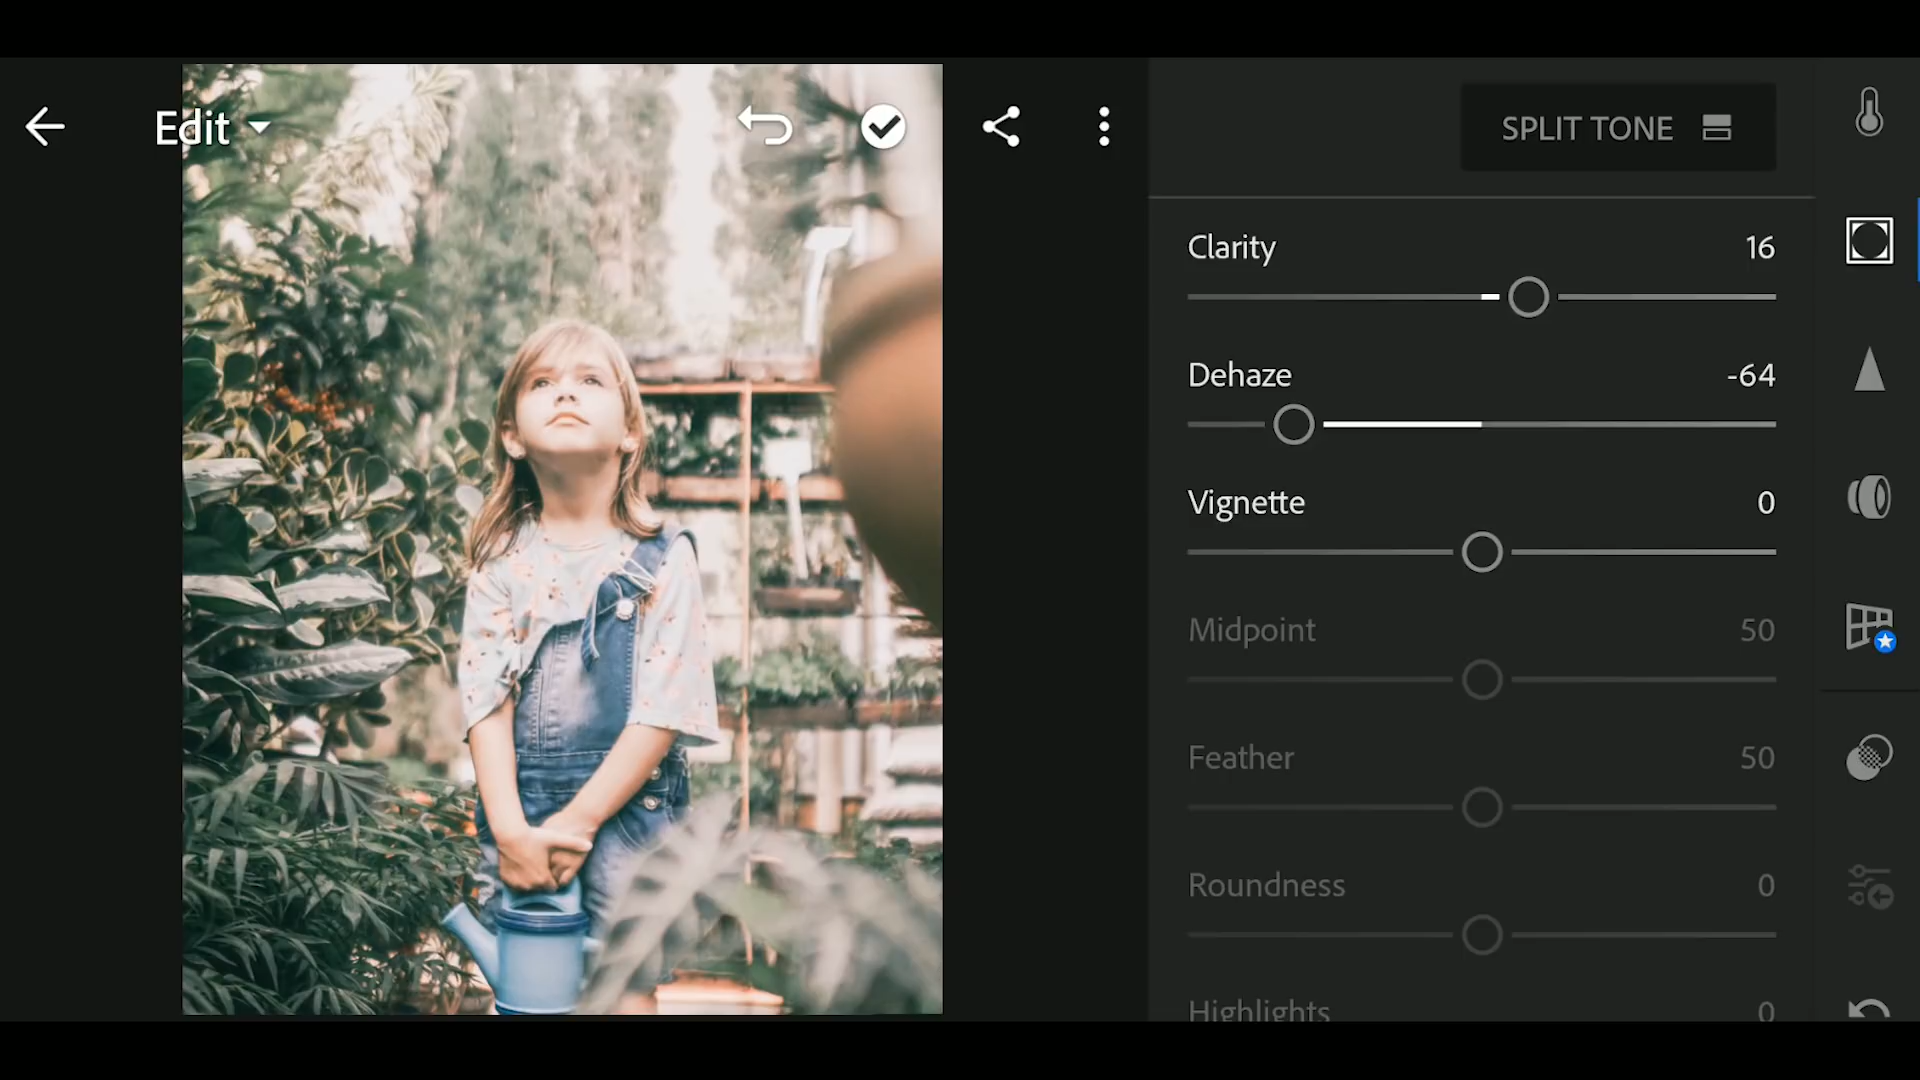 Edit
SPLIT TONE
Clarity 16
Dehaze -64
Vignette 0
Midpoint 50
Feather 50
Roundness 0
Highlights 0